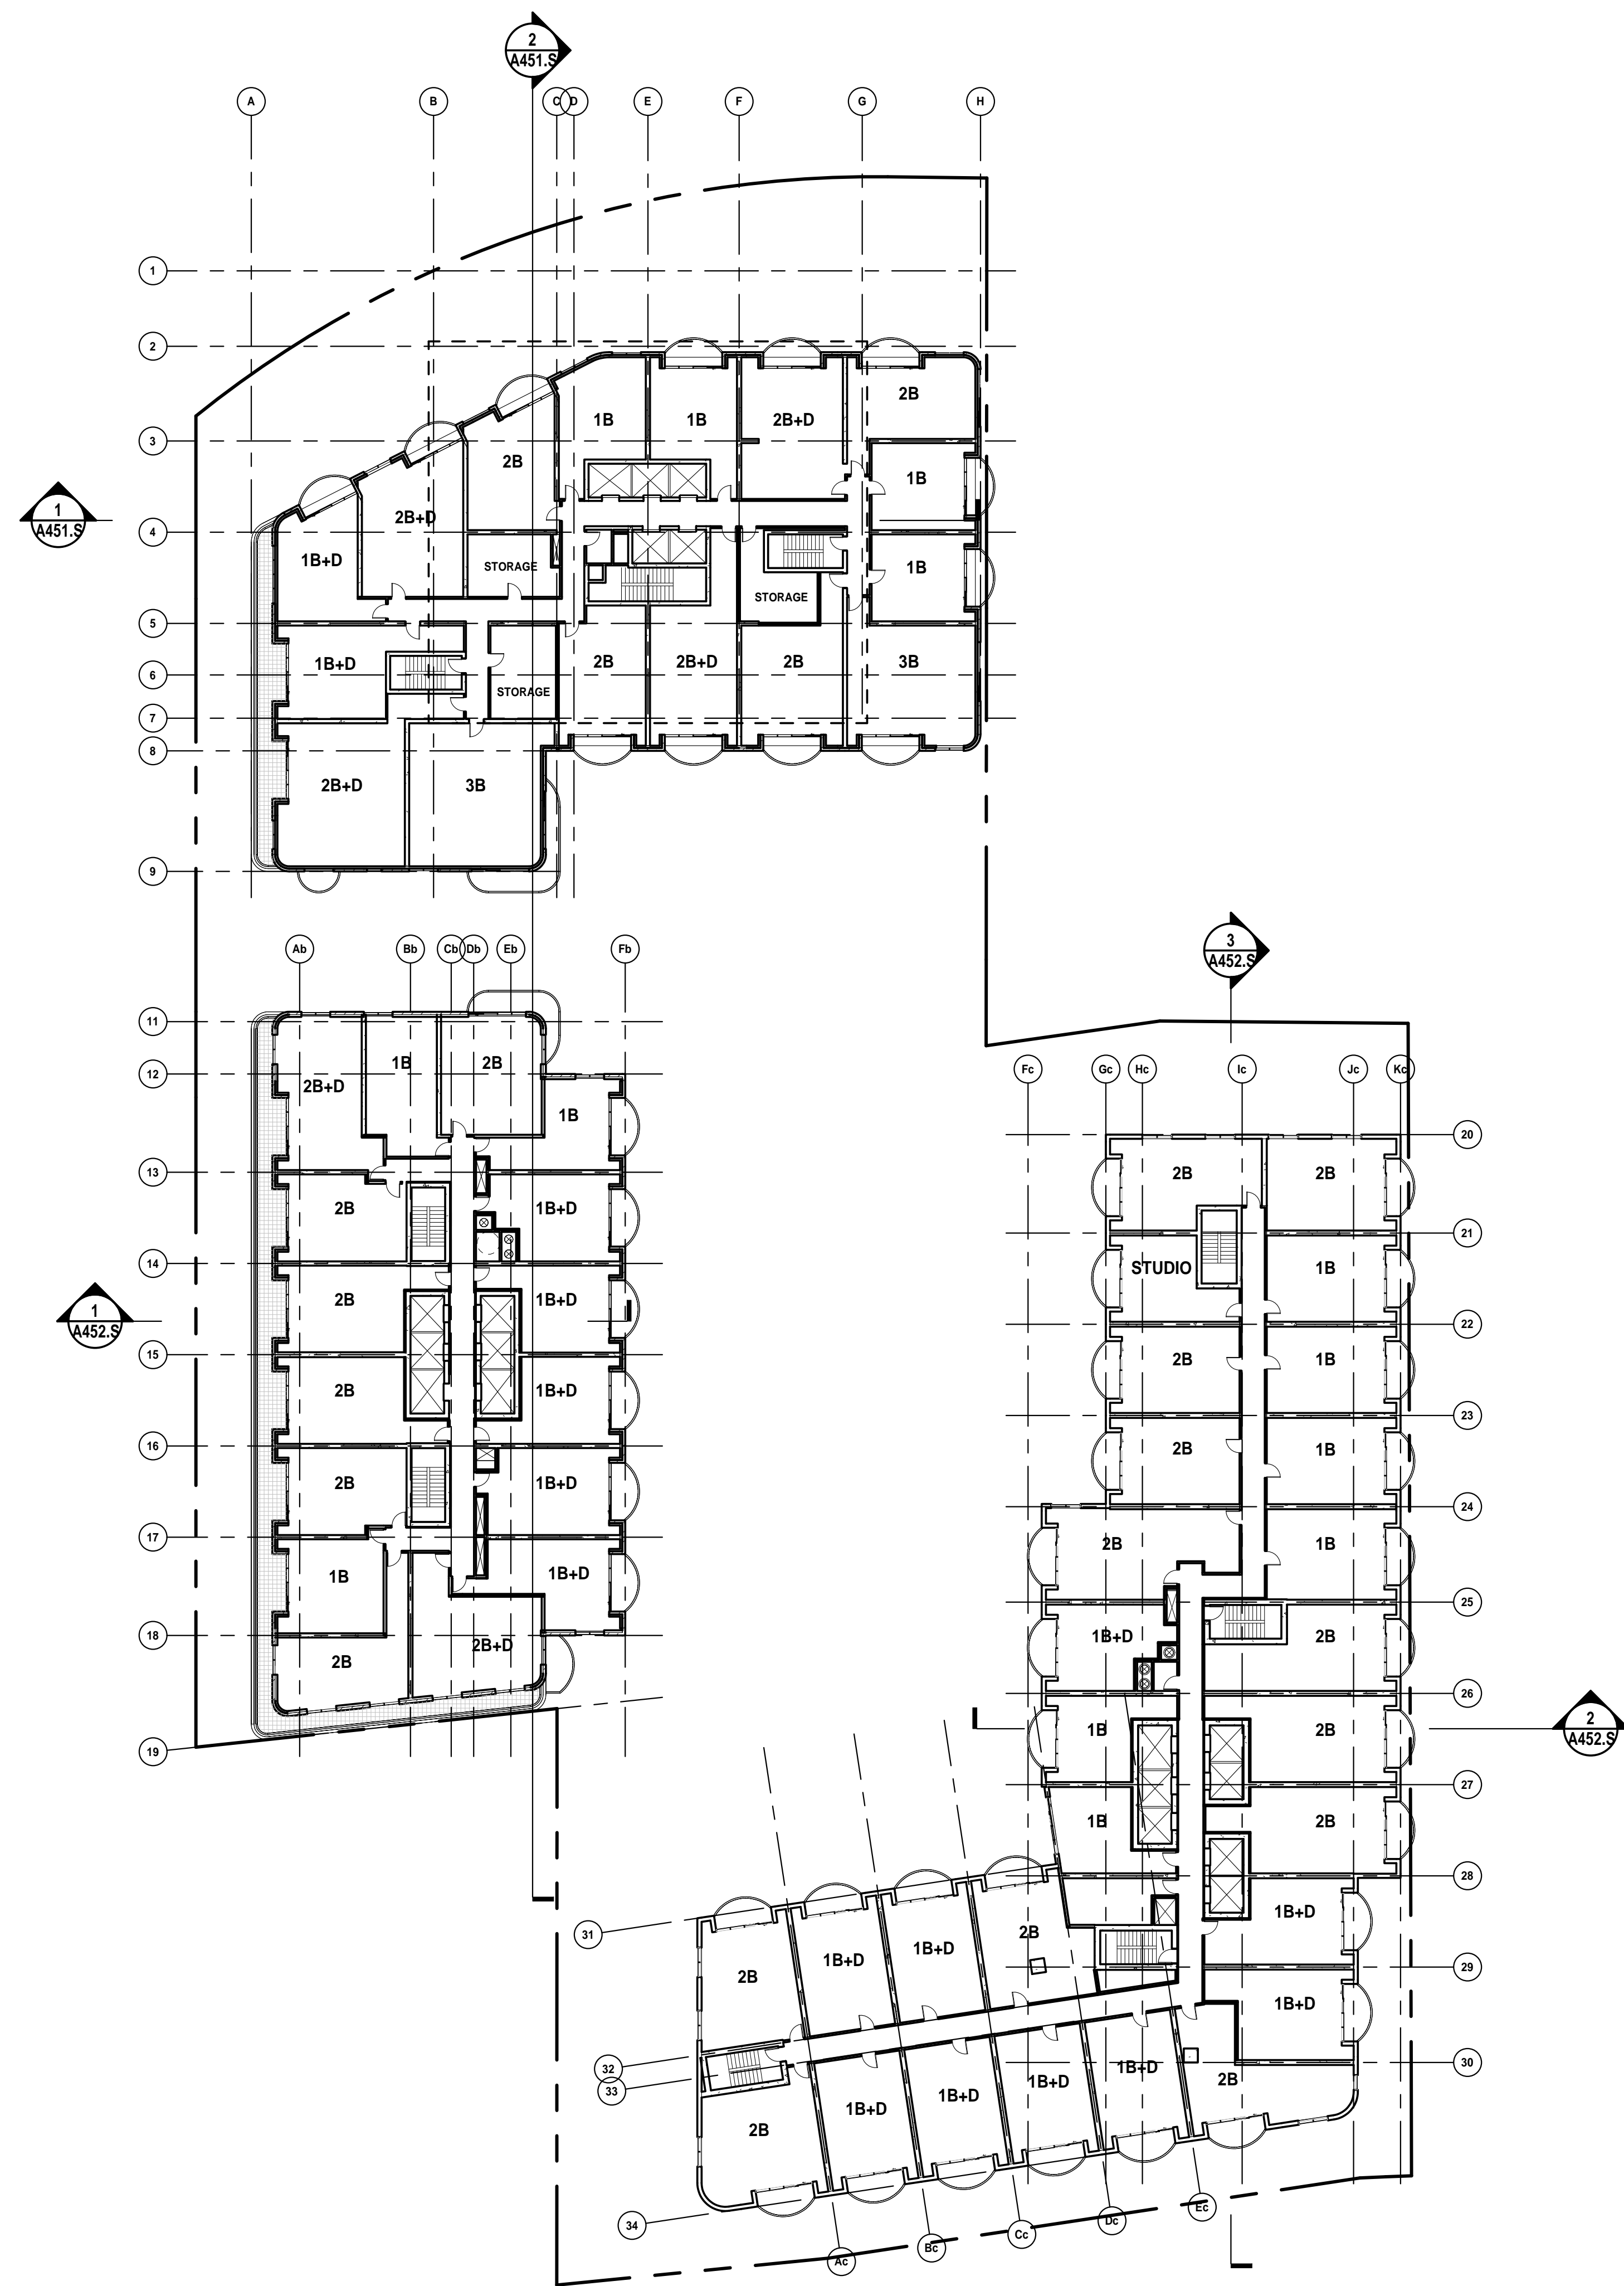 2
A451.S
A
B
C
D
E
F
G
H
1
2
2B
1B
1B
2B+D
3
2B
1B
1
A451.S
2B+D
4
1B+D
STORAGE
1B
STORAGE
5
1B+D
2B
2B+D
2B
3B
6
STORAGE
7
8
2B+D
3B
9
3
A452.S
Ab
Bb
Cb
Db
Eb
Fb
11
1B
2B
12
2B+D
Fc
Gc
Hc
Ic
Jc
Kc
1B
20
13
2B
2B
2B
1B+D
21
14
STUDIO
1B
2B
1B+D
1
A452.S
22
15
2B
1B
2B
1B+D
23
16
2B
1B
2B
1B+D
24
17
2B
1B
1B
1B+D
25
18
2B+D
1B+D
2B
2B
26
2
A452.S
1B
2B
19
27
1B
2B
28
1B+D
31
2B
1B+D
1B+D
2B
29
1B+D
32
33
30
1B+D
1B+D
1B+D
1B+D
2B
2B
34
Ac
Bc
Cc
Dc
Ec